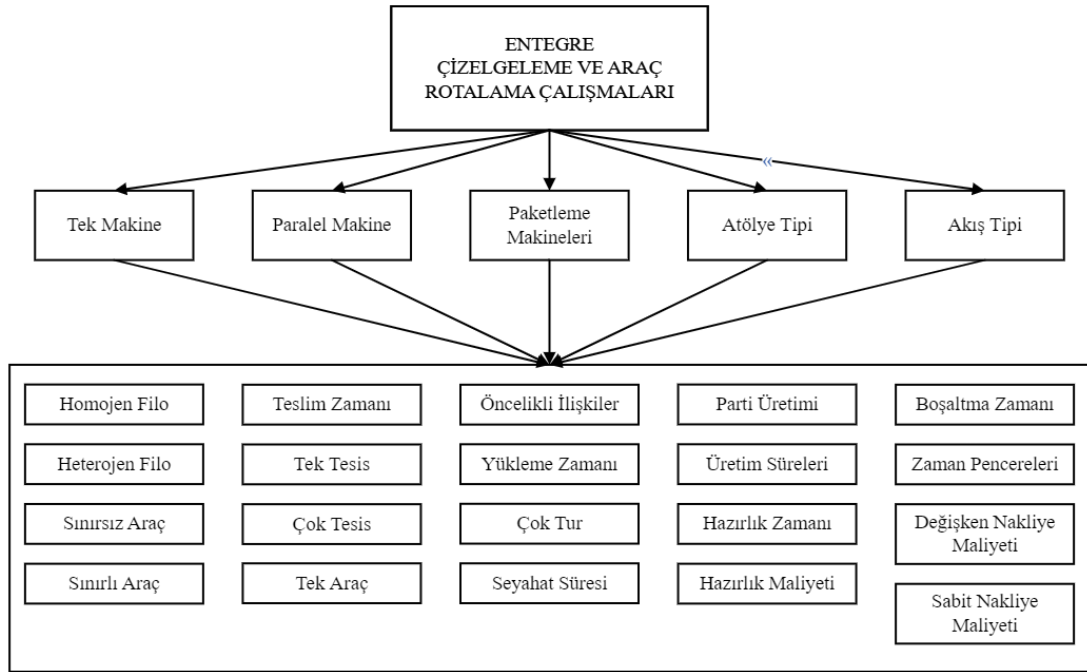 ENTEGRE
ÇİZELGELEME VE ARAÇ
ROTALAMA ÇALIŞMALARI
«
Tek Makine
Paralel Makine
Paketleme
Makineleri
Atölye Tipi
Akış Tipi
Homojen Filo
Teslim Zamanı
Öncelikli İlişkiler
Parti Üretimi
Boşaltma Zamanı
Heterojen Filo
Tek Tesis
Yükleme Zamanı
Üretim Süreleri
Zaman Pencereleri
Sınırsız Araç
Çok Tesis
Çok Tur
Hazırlık Zamanı
Değişken Nakliye
Maliyeti
Sınırlı Araç
Tek Araç
Seyahat Süresi
Hazırlık Maliyeti
Sabit Nakliye
Maliyeti